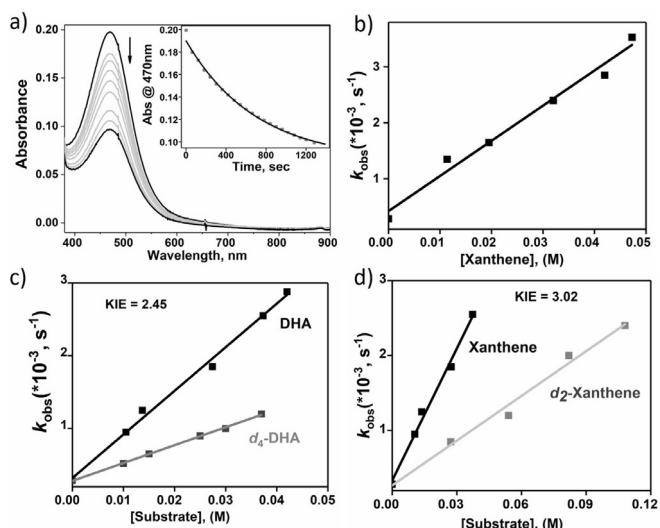 a)
0.20
0.15
0.10
0.05
0.00
Absorbance
400 500 600 700 800 900
Wavelength, nm
0.20
0.18
0.16
0.14
0.12
0.10
Abs @ 470nm
0 400 800 1200
Time, sec
b)
3
2
1
kobs(*10⁻³, s⁻¹)
0.00 0.01 0.02 0.03 0.04 0.05
[Xanthene], (M)
c)
KIE = 2.45
DHA
d4-DHA
3
2
1
kobs(*10⁻³, s⁻¹)
0.00 0.01 0.02 0.03 0.04 0.05
[Substrate], (M)
d)
KIE = 3.02
Xanthene
d2-Xanthene
3
2
1
kobs(*10⁻³, s⁻¹)
0.00 0.03 0.06 0.09 0.12
[Substrate], (M)